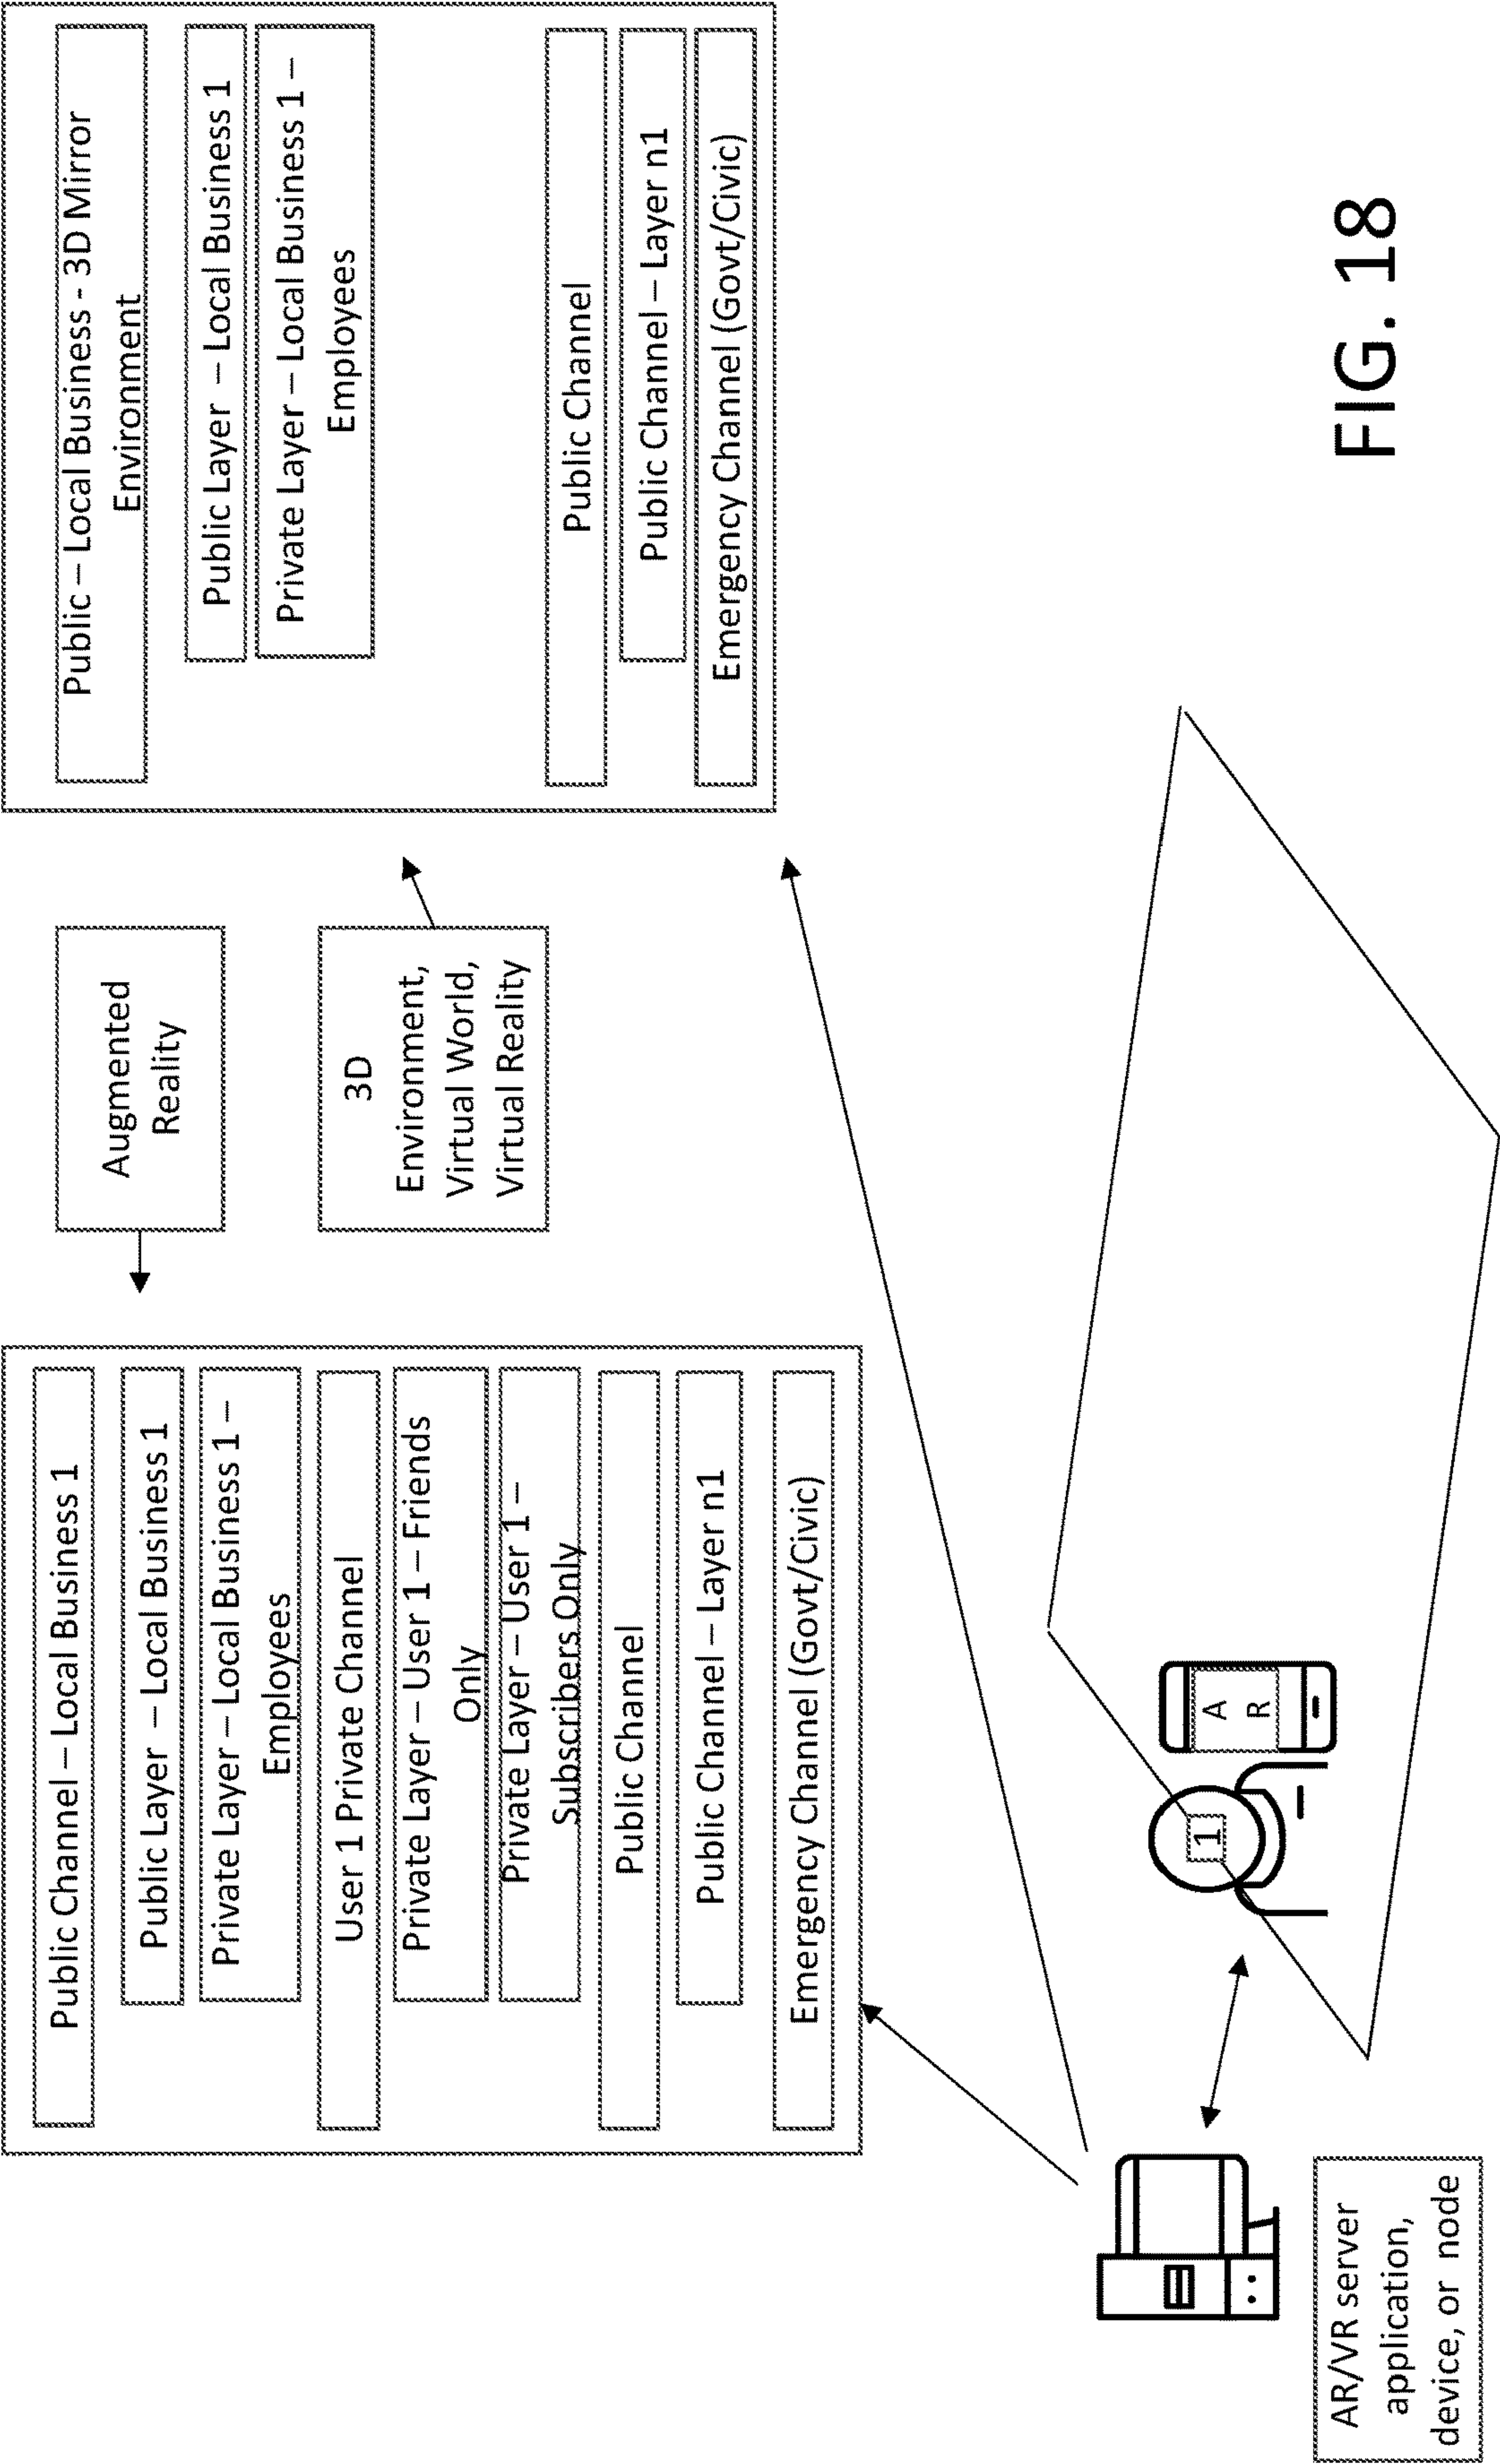 Public Channel – Local Business 1
Public Layer – Local Business 1
Private Layer – Local Business 1 –
Employees
User 1 Private Channel
Private Layer – User 1 – Friends
Only
Private Layer – User 1 –
Subscribers Only
Public Channel
Public Channel – Layer n1
Emergency Channel (Govt/Civic)
Augmented
Reality
3D
Environment,
Virtual World,
Virtual Reality
Public – Local Business - 3D Mirror
Environment
Public Layer – Local Business 1
Private Layer – Local Business 1 –
Employees
Public Channel
Public Channel – Layer n1
Emergency Channel (Govt/Civic)
1
A
R
AR/VR server
application,
device, or node
FIG. 18